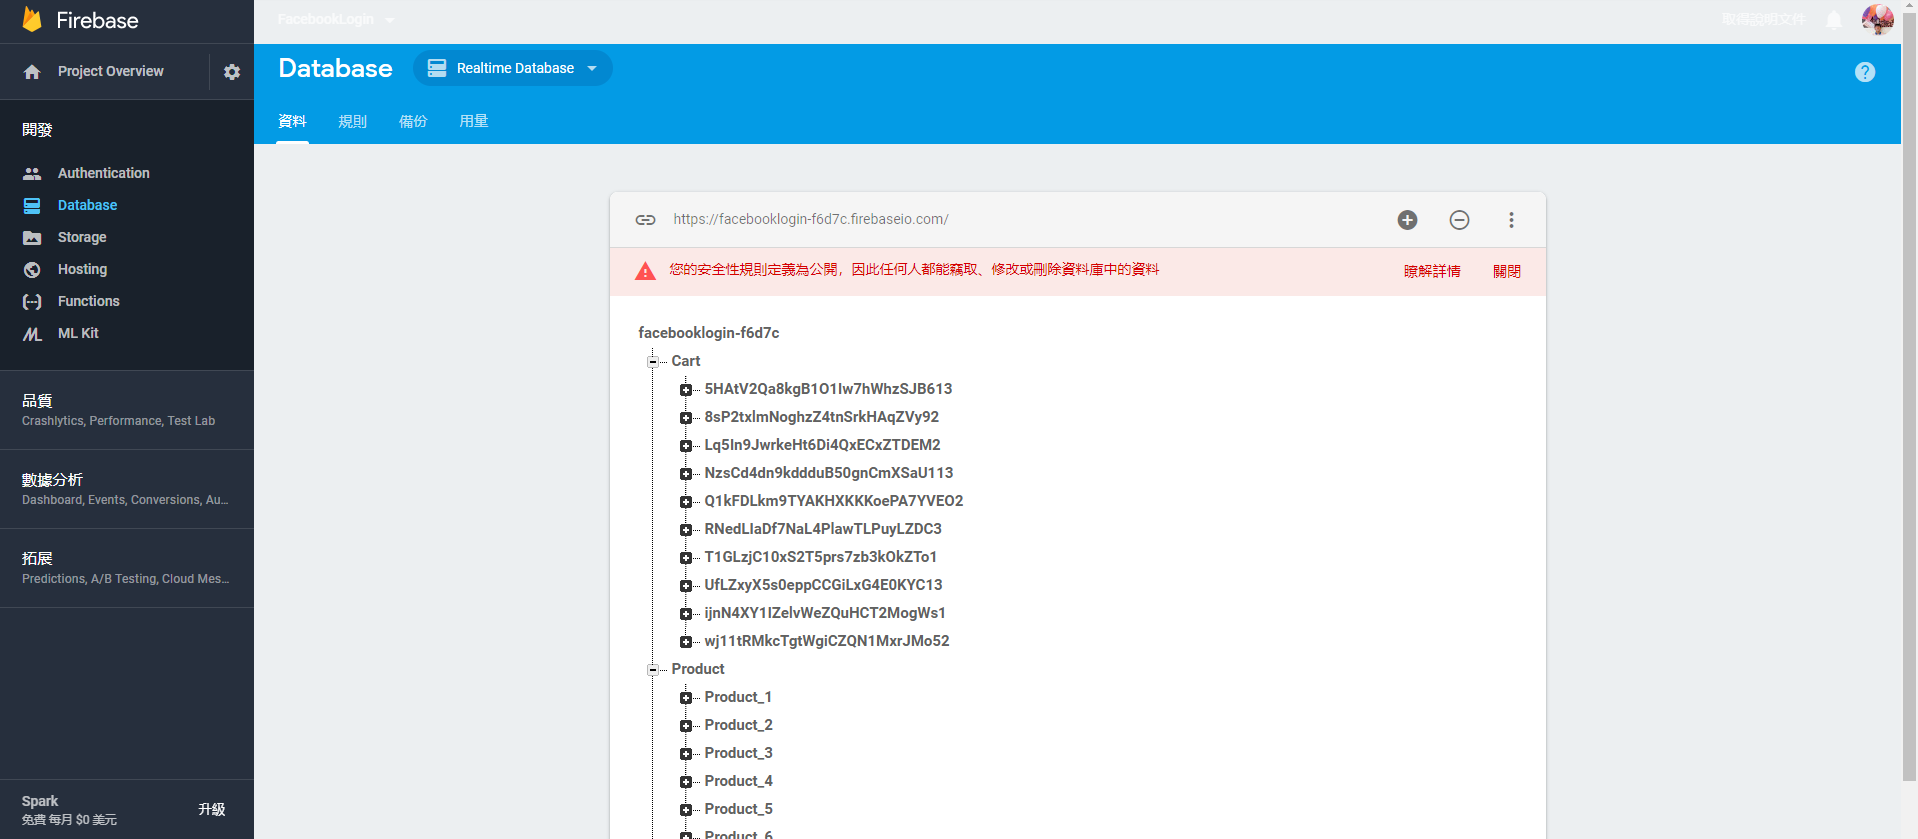 Firebase
FacebookLogin
取得說明文件
Project Overview
Database
Realtime Database
資料 規則 備份 用量
開發
Authentication
Database
Storage
Hosting
Functions
ML Kit
品質
Crashlytics, Performance, Test Lab
數據分析
Dashboard, Events, Conversions, Au...
拓展
Predictions, A/B Testing, Cloud Mes...
Spark
免費 每月 $0 美元
升級
https://facebooklogin-f6d7c.firebaseio.com/
您的安全性規則定義為公開，因此任何人都能竊取、修改或刪除資料庫中的資料
瞭解詳情 關閉
facebooklogin-f6d7c
Cart
5HAtV2Qa8kgB1O1Iw7hWhzSJB613
8sP2txlmNoghzZ4tnSrkHAqZVy92
Lq5In9JwrkeHt6Di4QxECxZTDEM2
NzsCd4dn9kddduB50gnCmXSaU113
Q1kFDLkm9TYAKHXKKKoePA7YVEO2
RNedLIaDf7NaL4PlawTLPuyLZDC3
T1GLzjC10xS2T5prs7zb3kOkZTo1
UfLZxyX5s0eppCCGiLxG4E0KYC13
ijnN4XY1IZelvWeZQuHCT2MogWs1
wj11tRMkcTgtWgiCZQN1MxrJMo52
Product
Product_1
Product_2
Product_3
Product_4
Product_5
Product_6